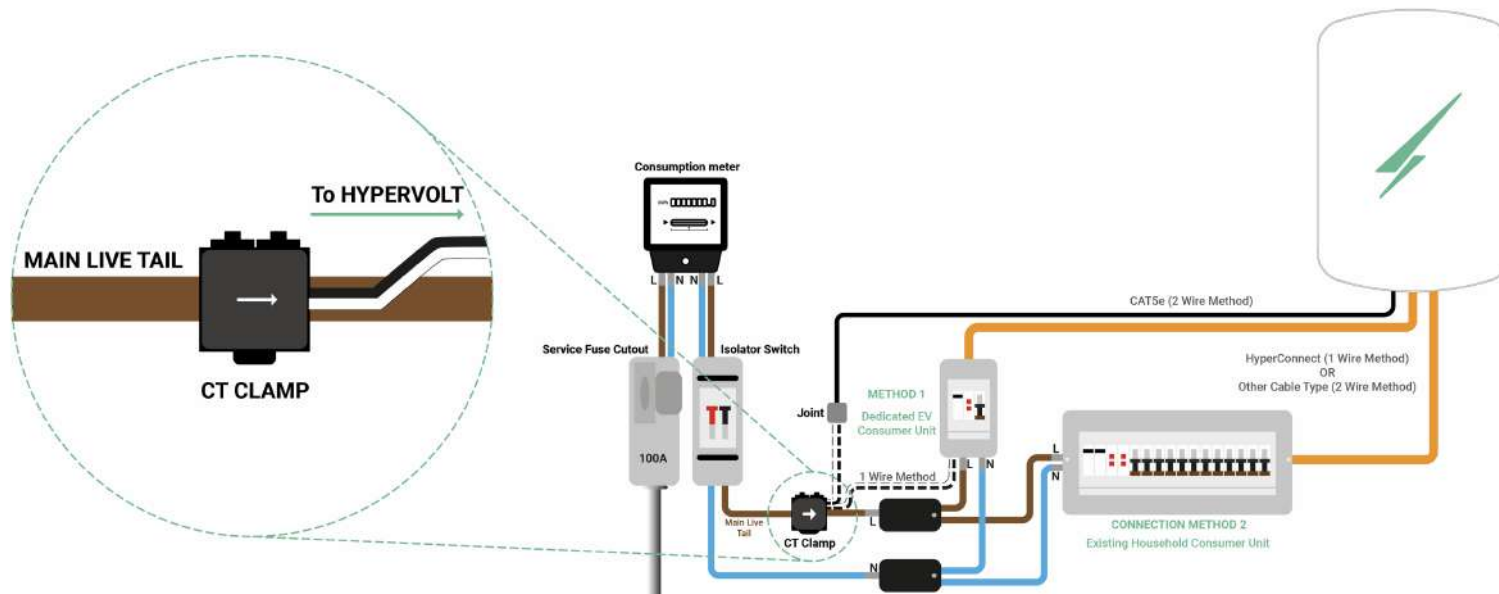 To HYPERVOLT
MAIN LIVE TAIL
CT CLAMP
Consumption meter
L N N L
Service Fuse Cutout
Isolator Switch
100A
CAT5e (2 Wire Method)
HyperConnect (1 Wire Method)
OR
Other Cable Type (2 Wire Method)
METHOD 1
Dedicated EV
Consumer Unit
Joint
1 Wire Method
L N
Main Live
Tail
CT Clamp
L
N
L
N
CONNECTION METHOD 2
Existing Household Consumer Unit